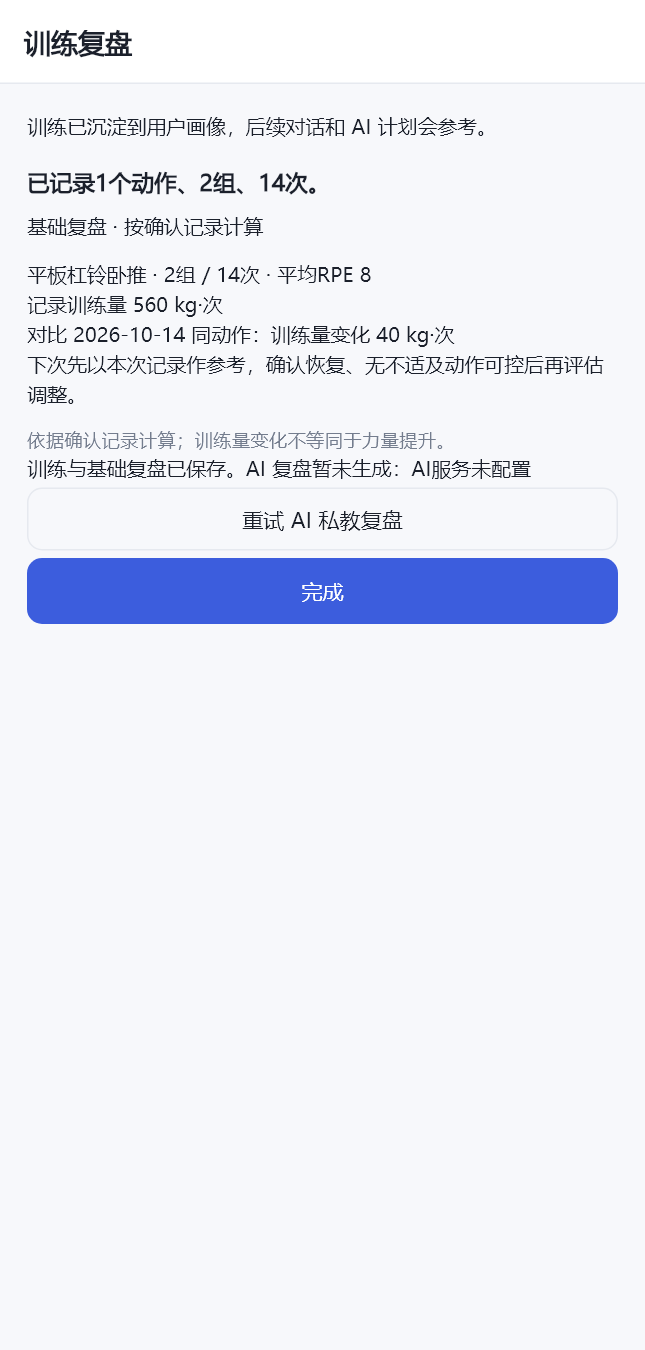 训练复盘
训练已沉淀到用户画像，后续对话和 AI 计划会参考。
已记录1个动作、2组、14次。
基础复盘 · 按确认记录计算
平板杠铃卧推 · 2组 / 14次 · 平均RPE 8
记录训练量 560 kg·次
对比 2026-10-14 同动作：训练量变化 40 kg·次
下次先以本次记录作参考，确认恢复、无不适及动作可控后再评估
调整。
依据确认记录计算；训练量变化不等同于力量提升。
训练与基础复盘已保存。AI 复盘暂未生成：AI服务未配置
重试 AI 私教复盘
完成